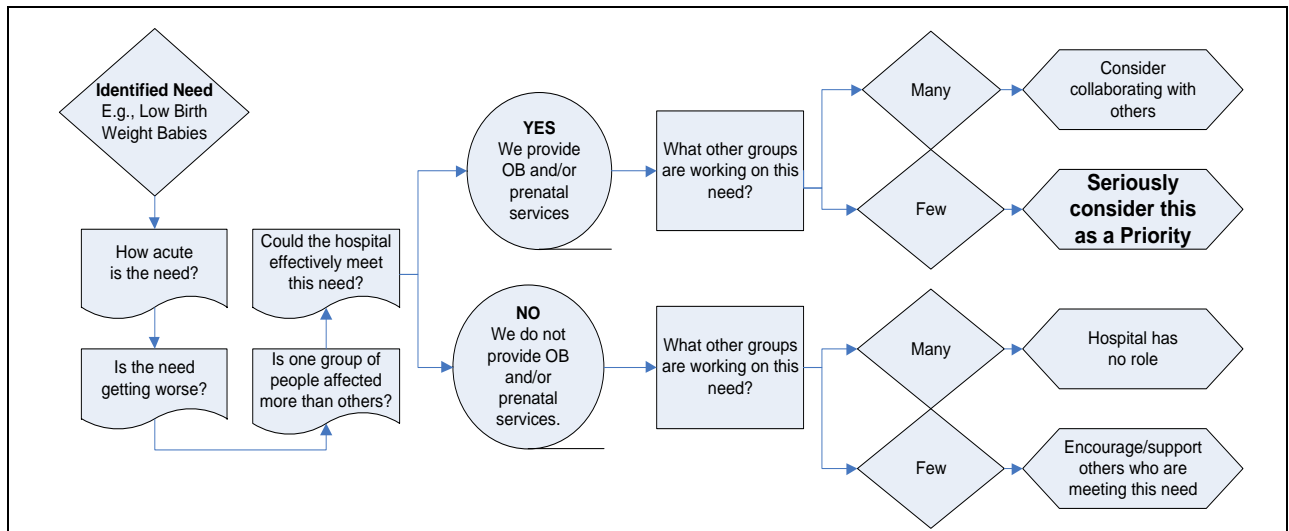 Identified Need
E.g., Low Birth
Weight Babies
How acute
is the need?
Is the need
getting worse?
Is one group of
people affected
more than others?
Could the hospital
effectively meet
this need?
YES
We provide
OB and/or
prenatal
services
What other groups
are working on this
need?
Many
Consider
collaborating with
others
Few
Seriously
consider this
as a Priority
NO
We do not
provide OB
and/or
prenatal
services.
What other groups
are working on this
need?
Many
Hospital has
no role
Few
Encourage/support
others who are
meeting this need